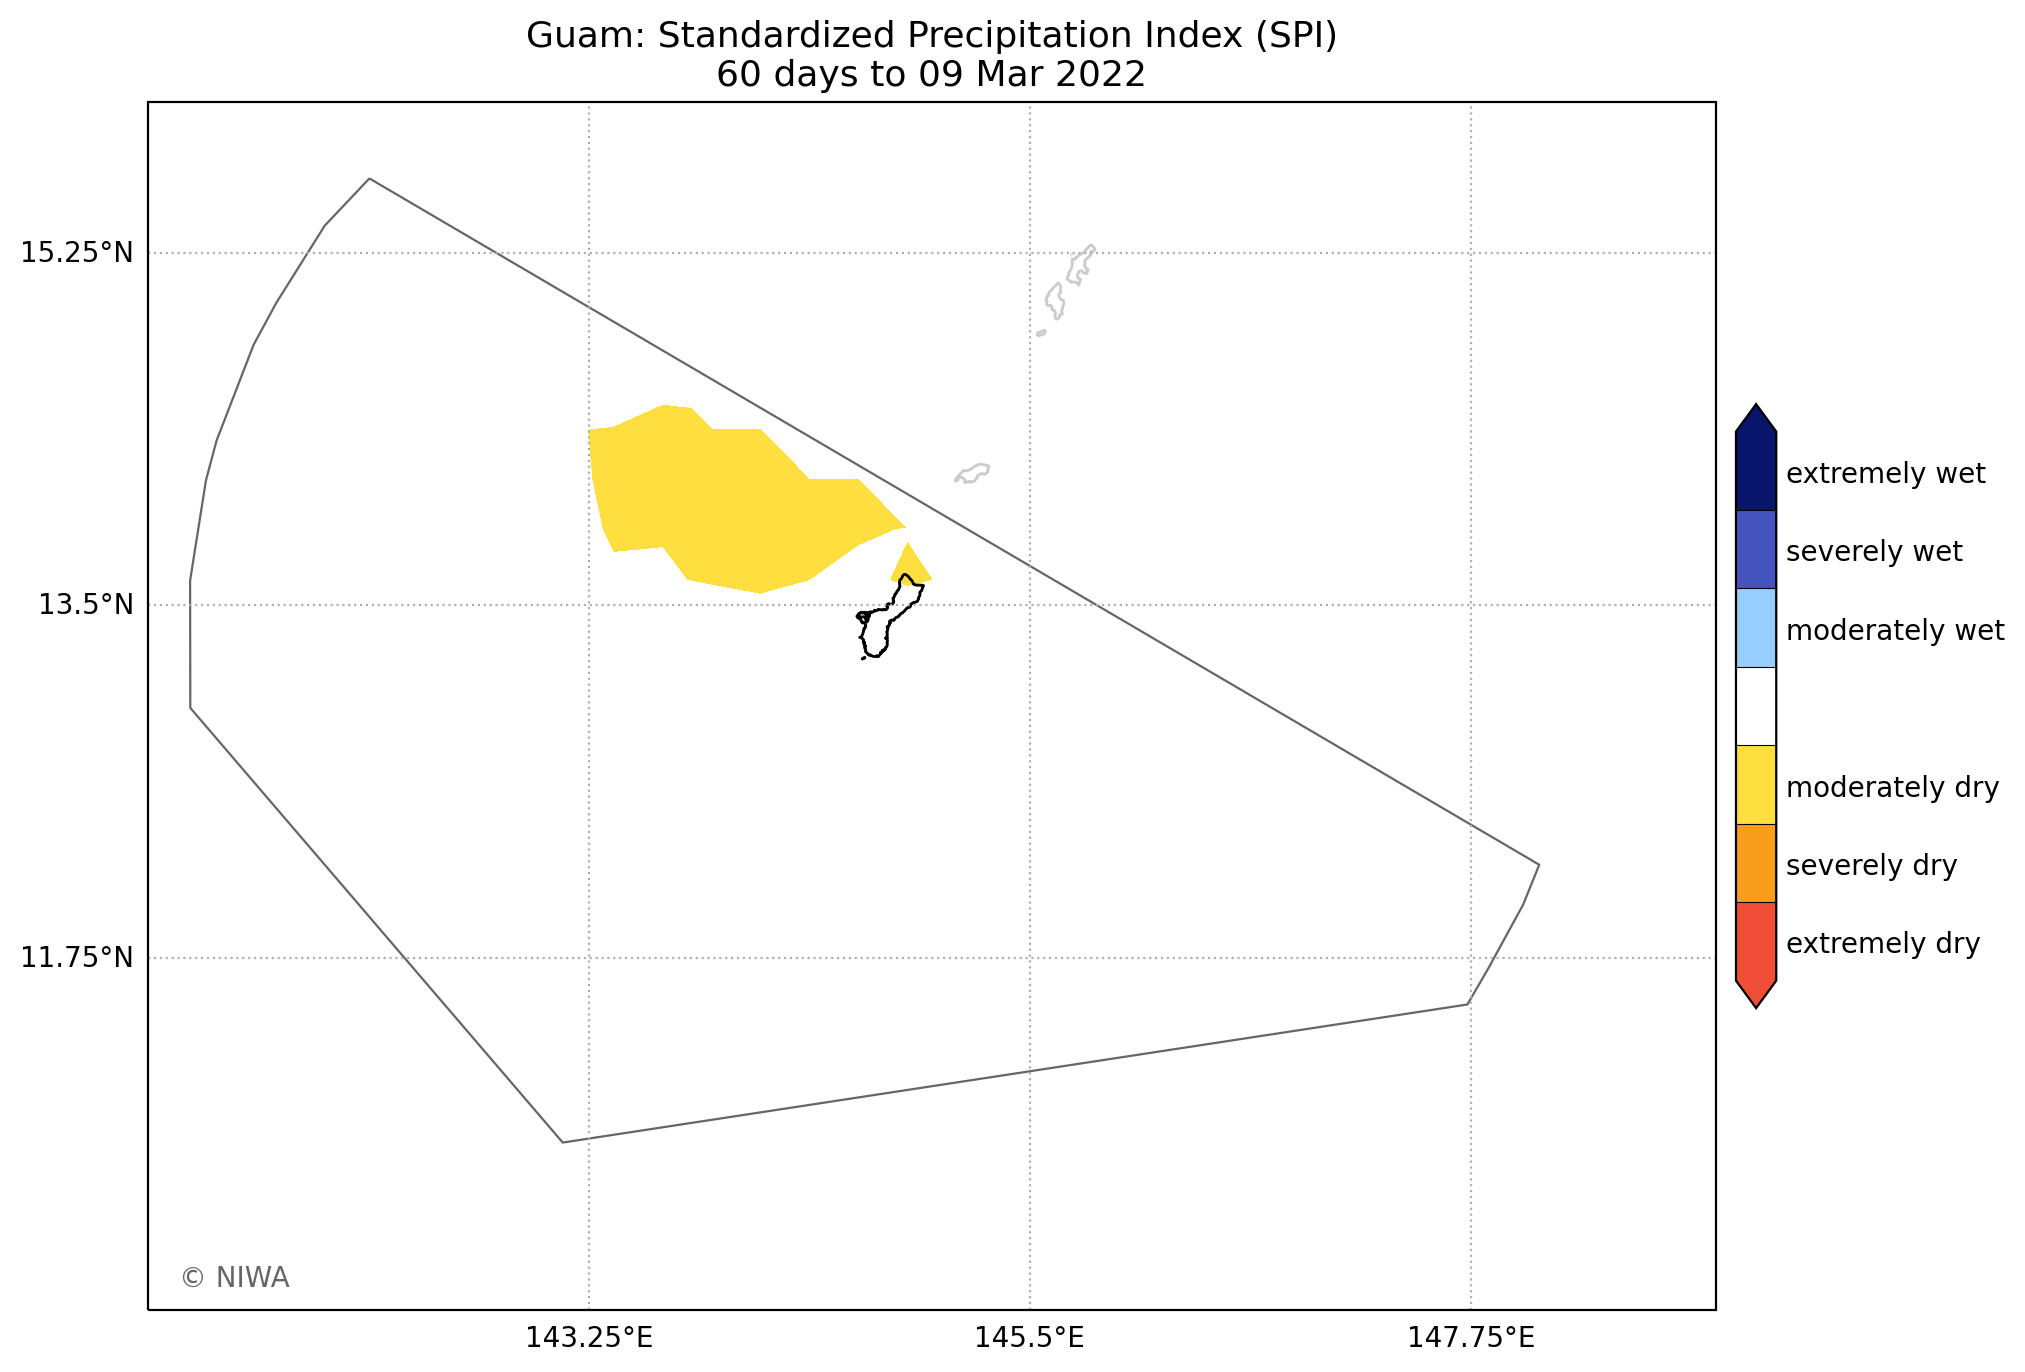 Guam: Standardized Precipitation Index (SPI)
60 days to 09 Mar 2022
15.25°N
13.5°N
11.75°N
143.25°E
145.5°E
147.75°E
extremely wet
severely wet
moderately wet
moderately dry
severely dry
extremely dry
© NIWA